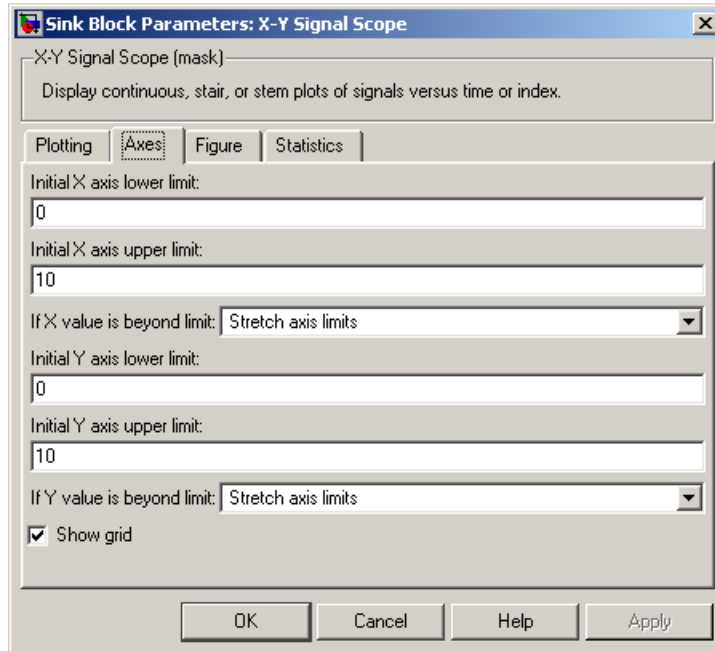 Sink Block Parameters: X-Y Signal Scope
X-Y Signal Scope (mask)
Display continuous, stair, or stem plots of signals versus time or index.
Plotting Axes Figure Statistics
Initial X axis lower limit:
0
Initial X axis upper limit:
10
If X value is beyond limit: Stretch axis limits
Initial Y axis lower limit:
0
Initial Y axis upper limit:
10
If Y value is beyond limit: Stretch axis limits
Show grid
OK Cancel Help Apply